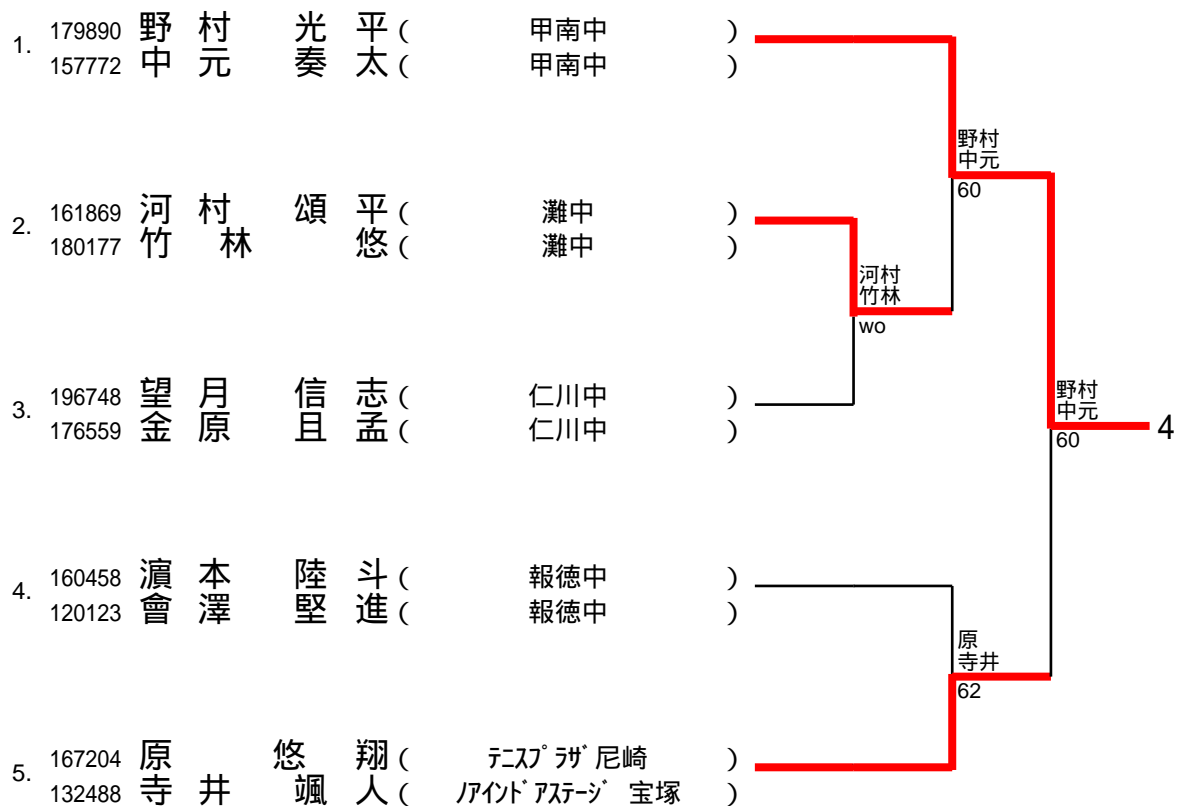 1. 179890 野村 光平 ( 甲南中 )
157772 中元 奏太 ( 甲南中 )
野村
中元
60
2. 161869 河村 頌平 ( 灘中 )
180177 竹林 悠 ( 灘中 )
河村
竹林
wo
3. 196748 望月 信志 ( 仁川中 )
176559 金原 且孟 ( 仁川中 )
野村
中元
60
4
4. 160458 濵本 陸斗 ( 報徳中 )
120123 會澤 堅進 ( 報徳中 )
原
寺井
62
5. 167204 原 悠翔 ( ﾃﾆｽﾌﾟﾗｻﾞ尼崎 )
132488 寺井 颯人 ( ﾉｱｲﾝﾄﾞｱｽﾃｰｼﾞ宝塚 )